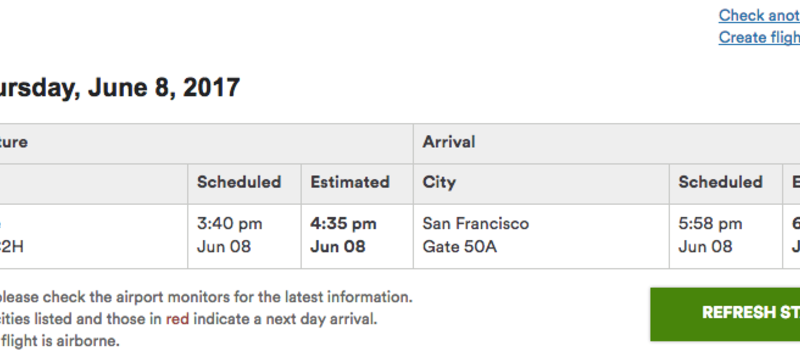 Check anot
Create fligh
ursday, June 8, 2017
ture Arrival
Scheduled Estimated City Scheduled E
3:40 pm 4:35 pm San Francisco 5:58 pm 6
2H Jun 08 Jun 08 Gate 50A Jun 08 J
please check the airport monitors for the latest information.
cities listed and those in red indicate a next day arrival.
flight is airborne.
REFRESH ST